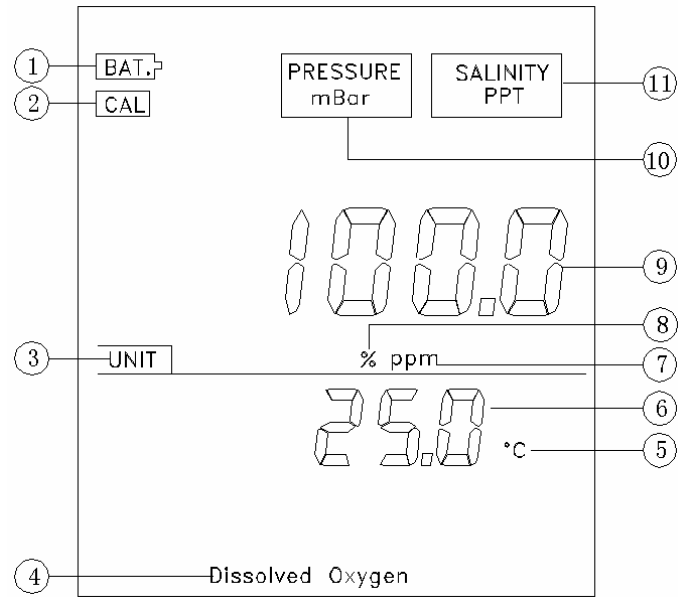 ① BAT.
② CAL
PRESSURE
mBar
SALINITY
PPT
⑪
⑩
100.0
⑨
⑧
③ UNIT
% ppm
⑦
25.0
⑥
°C
⑤
④ Dissolved Oxygen